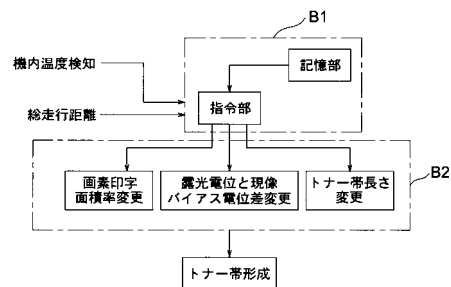 B1
機内温度検知
記憶部
総走行距離
指令部
B2
画素印字
面積率変更
露光電位と現像
バイアス電位差変更
トナー帯長さ
変更
トナー帯形成